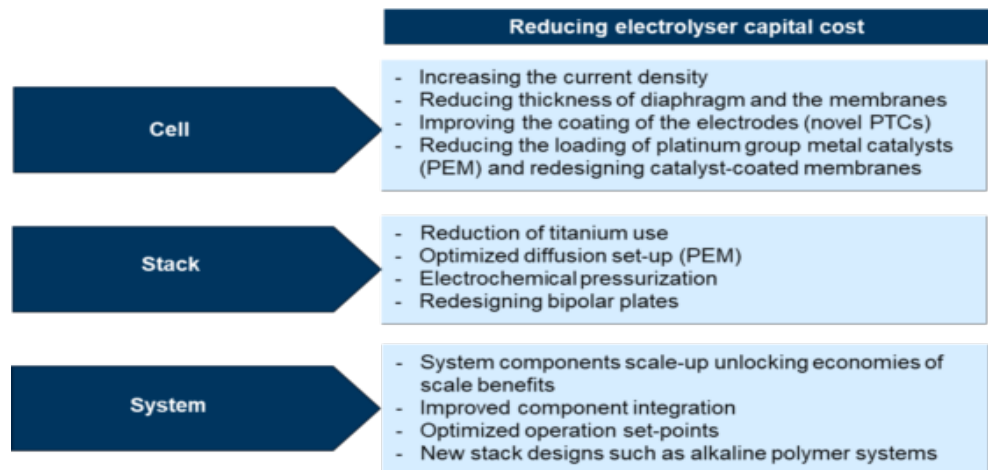 Reducing electrolyser capital cost
Cell
- Increasing the current density
- Reducing thickness of diaphragm and the membranes
- Improving the coating of the electrodes (novel PTCs)
- Reducing the loading of platinum group metal catalysts
(PEM) and redesigning catalyst-coated membranes
Stack
- Reduction of titanium use
- Optimized diffusion set-up (PEM)
- Electrochemical pressurization
- Redesigning bipolar plates
System
- System components scale-up unlocking economies of
scale benefits
- Improved component integration
- Optimized operation set-points
- New stack designs such as alkaline polymer systems